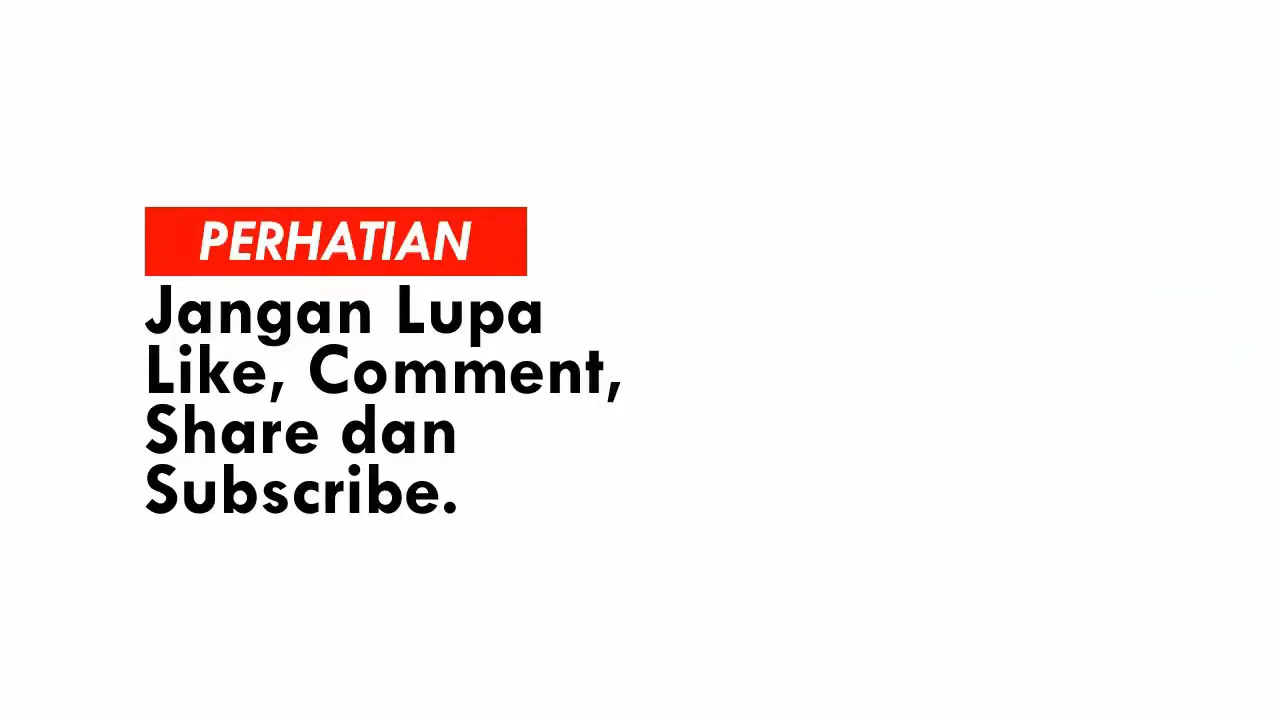 PERHATIAN
Jangan Lupa
Like, Comment,
Share dan
Subscribe.